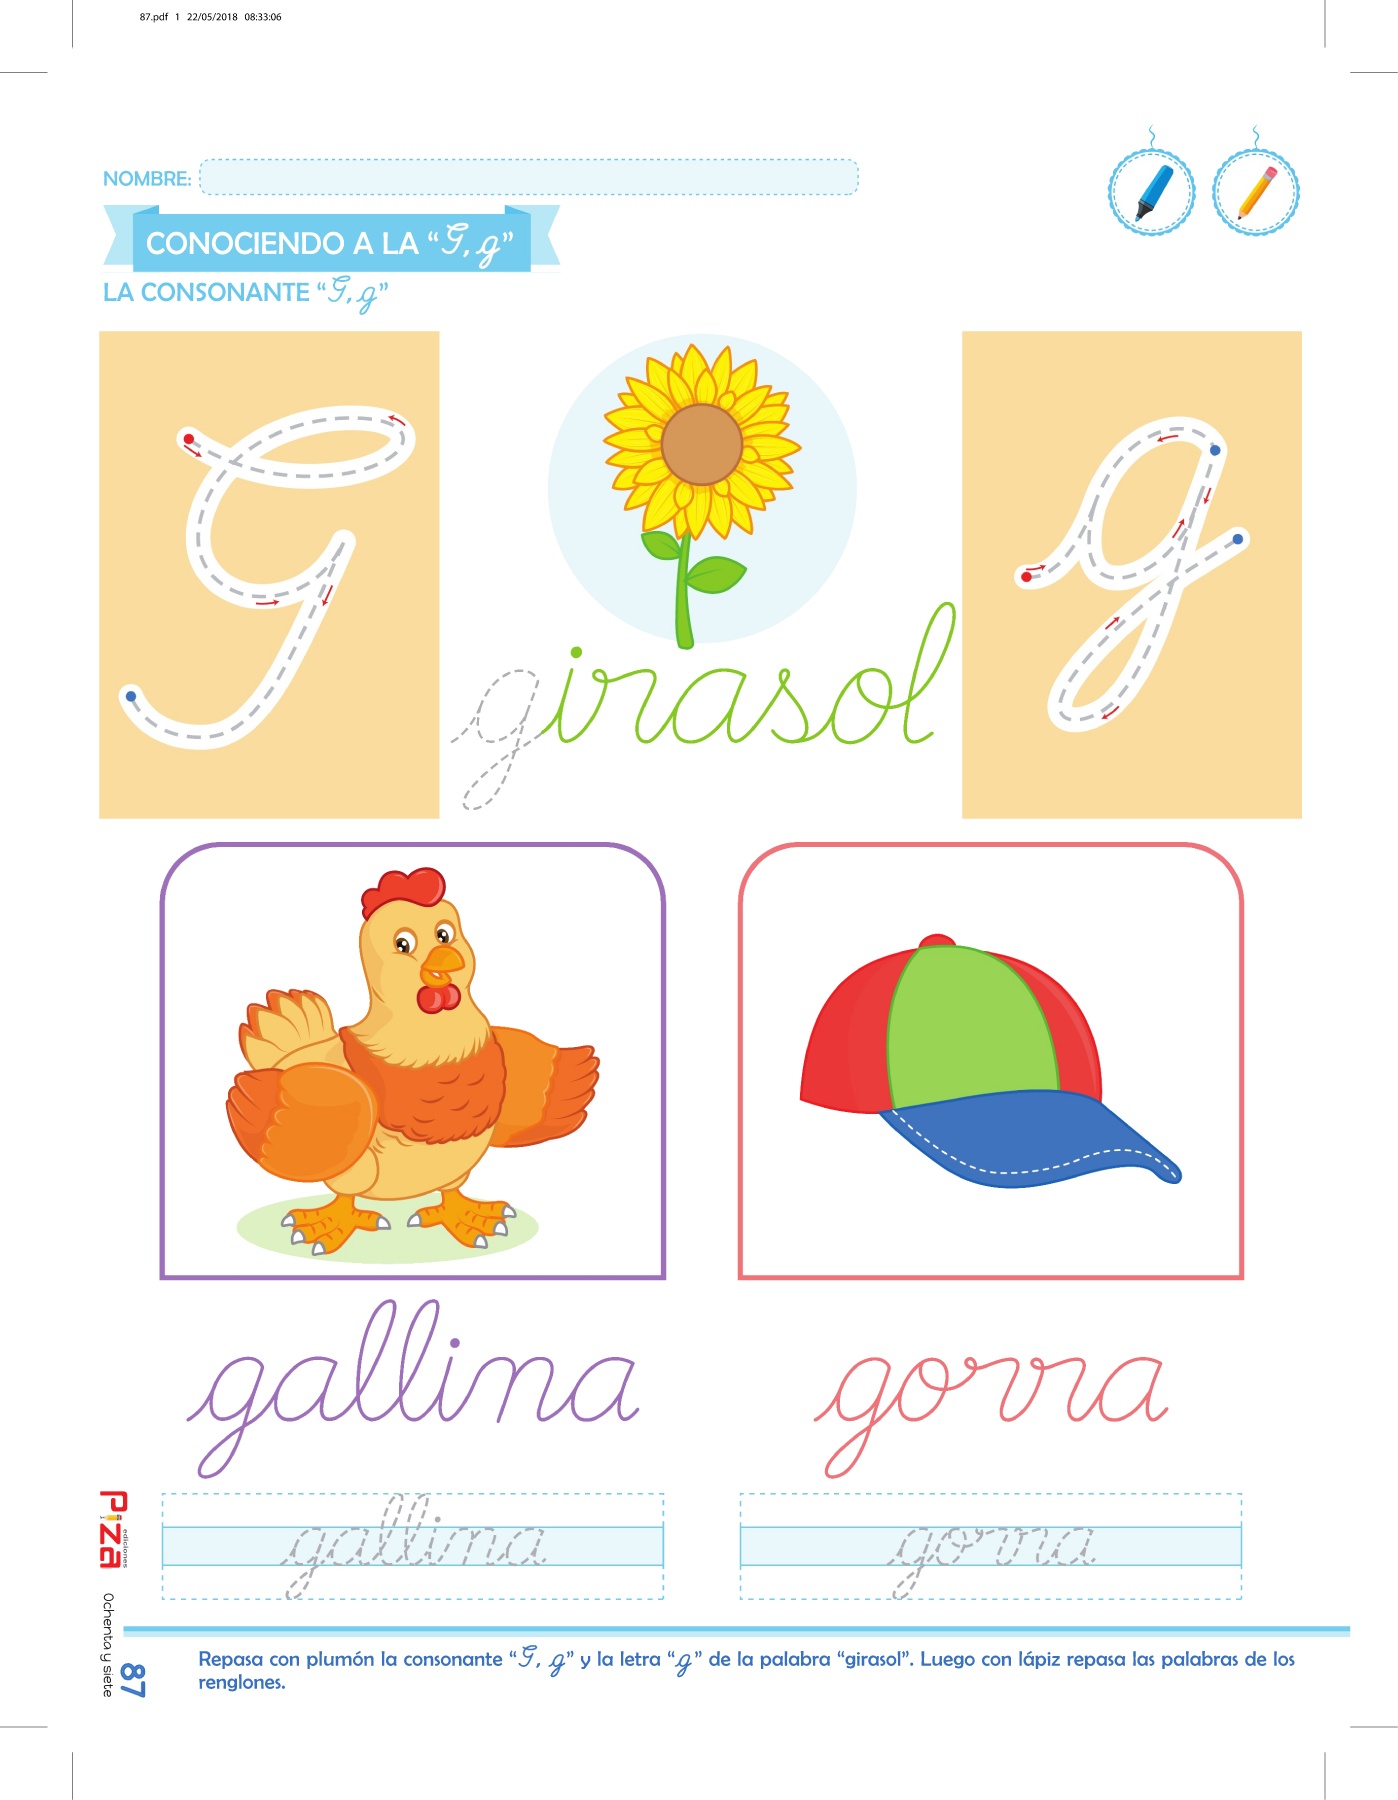 87.pdf 1 22/05/2018 08:33:06
NOMBRE:
CONOCIENDO A LA “G, g”
LA CONSONANTE “G, g”
G
g
girasol
gallina
gorra
gallina
gorra
Piza
ediciones
Ochenta y siete
87
Repasa con plumón la consonante “G, g” y la letra “g” de la palabra “girasol”. Luego con lápiz repasa las palabras de los
renglones.